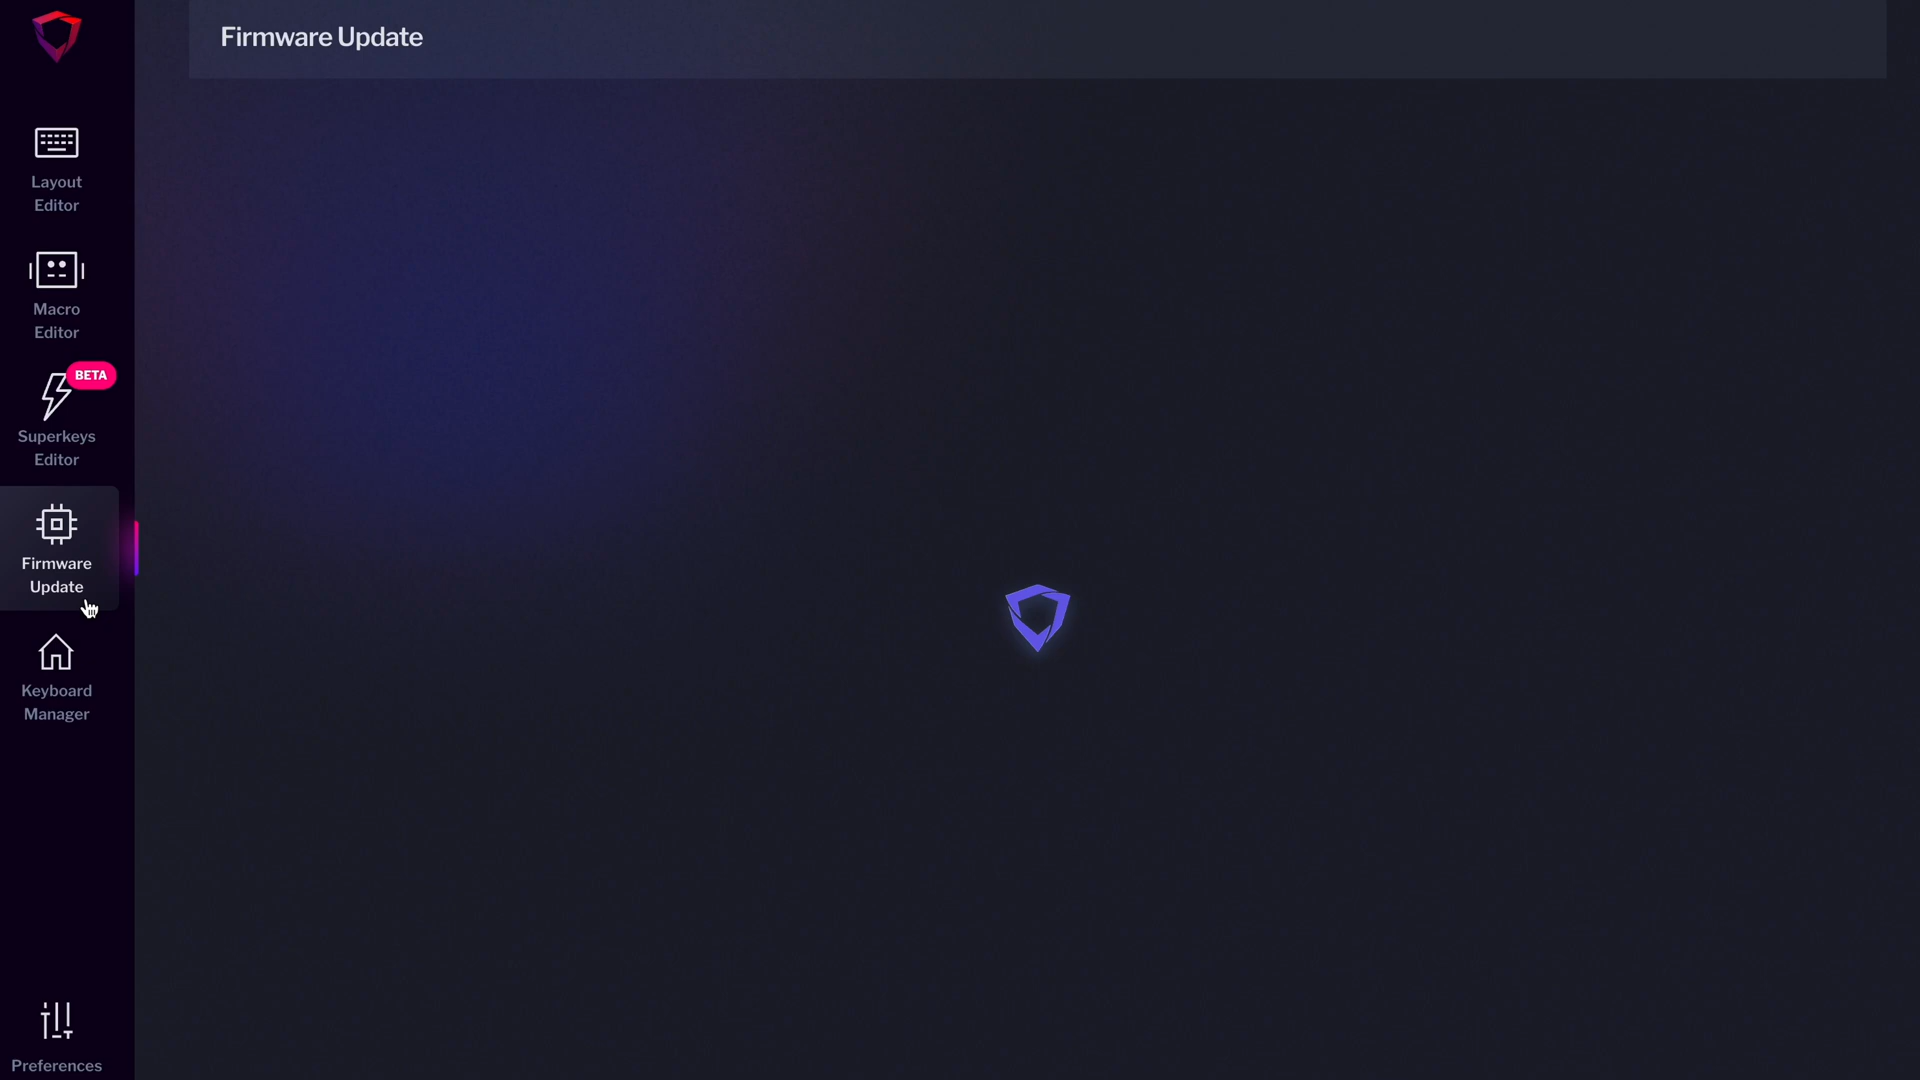 Firmware Update
Layout
Editor
Macro
Editor
BETA
Superkeys
Editor
Firmware
Update
Keyboard
Manager
Preferences